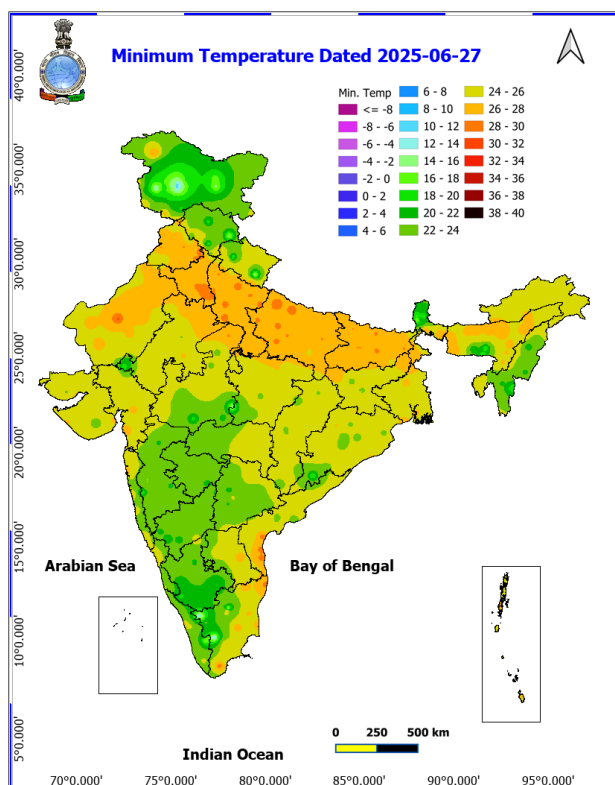 Minimum Temperature Dated 2025-06-27
Min. Temp
<= -8
-8 - -6
-6 - -4
-4 - -2
-2 - 0
0 - 2
2 - 4
4 - 6
6 - 8
8 - 10
10 - 12
12 - 14
14 - 16
16 - 18
18 - 20
20 - 22
22 - 24
24 - 26
26 - 28
28 - 30
30 - 32
32 - 34
34 - 36
36 - 38
38 - 40
40°0.000'
35°0.000'
30°0.000'
25°0.000'
20°0.000'
15°0.000'
10°0.000'
5°0.000'
Arabian Sea
Bay of Bengal
Indian Ocean
0 250 500 km
70°0.000' 75°0.000' 80°0.000' 85°0.000' 90°0.000' 95°0.000'